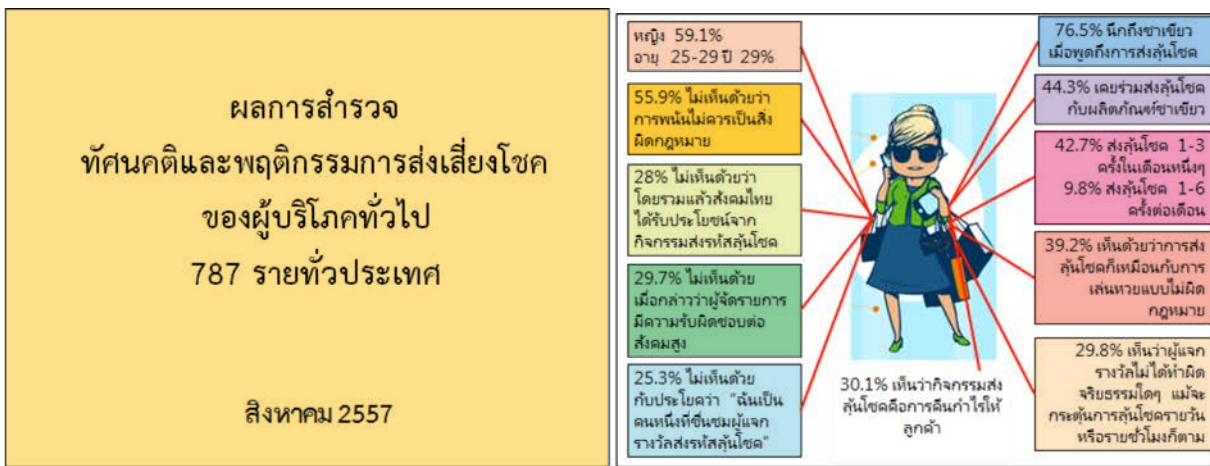 ผลการสำรวจ
ทัศนคติและพฤติกรรมการส่งเสี่ยงโชค
ของผู้บริโภคทั่วไป
787 รายทั่วประเทศ
สิงหาคม 2557
หญิง 59.1%
อายุ 25-29 ปี 29%
55.9% ไม่เห็นด้วยว่า
การพนันไม่ควรเป็นสิ่ง
ผิดกฎหมาย
28% ไม่เห็นด้วยว่า
โดยรวมแล้วสังคมไทย
ได้รับประโยชน์จาก
กิจกรรมส่งรหัสลุ้นโชค
29.7% ไม่เห็นด้วย
เมื่อกล่าวว่าผู้จัดรายการ
มีความรับผิดชอบต่อ
สังคมสูง
25.3% ไม่เห็นด้วย
กับประโยคว่า "ฉันเป็น
คนหนึ่งที่ชื่นชมผู้แจก
รางวัลส่งรหัสลุ้นโชค"
30.1% เห็นว่ากิจกรรมส่ง
ลุ้นโชคคือการคืนกำไรให้
ลูกค้า
76.5% นึกถึงชาเขียว
เมื่อพูดถึงการส่งลุ้นโชค
44.3% เคยร่วมส่งลุ้นโชค
กับผลิตภัณฑ์ชาเขียว
42.7% ส่งลุ้นโชค 1-3
ครั้งในเดือนหนึ่งๆ
9.8% ส่งลุ้นโชค 1-6
ครั้งต่อเดือน
39.2% เห็นด้วยว่าการส่ง
ลุ้นโชคก็เหมือนกับการ
เล่นหวยแบบไม่ผิด
กฎหมาย
29.8% เห็นว่าผู้แจก
รางวัลไม่ได้ทำผิด
จริยธรรมใดๆ แม้จะ
กระตุ้นการลุ้นโชครายวัน
หรือรายชั่วโมงก็ตาม